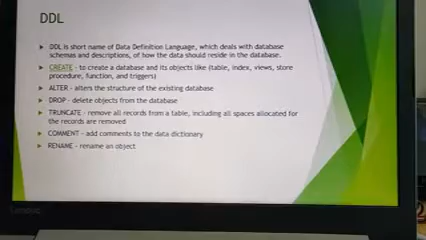 DDL
DDL is short name of Data Definition Language, which deals with database
schemas and descriptions, of how the data should reside in the database.
CREATE - to create a database and its objects like (table, index, views, store
procedure, function, and triggers)
ALTER - alters the structure of the existing database
DROP - delete objects from the database
TRUNCATE - remove all records from a table, including all spaces allocated for
the records are removed
COMMENT - add comments to the data dictionary
RENAME - rename an object
Lenovo